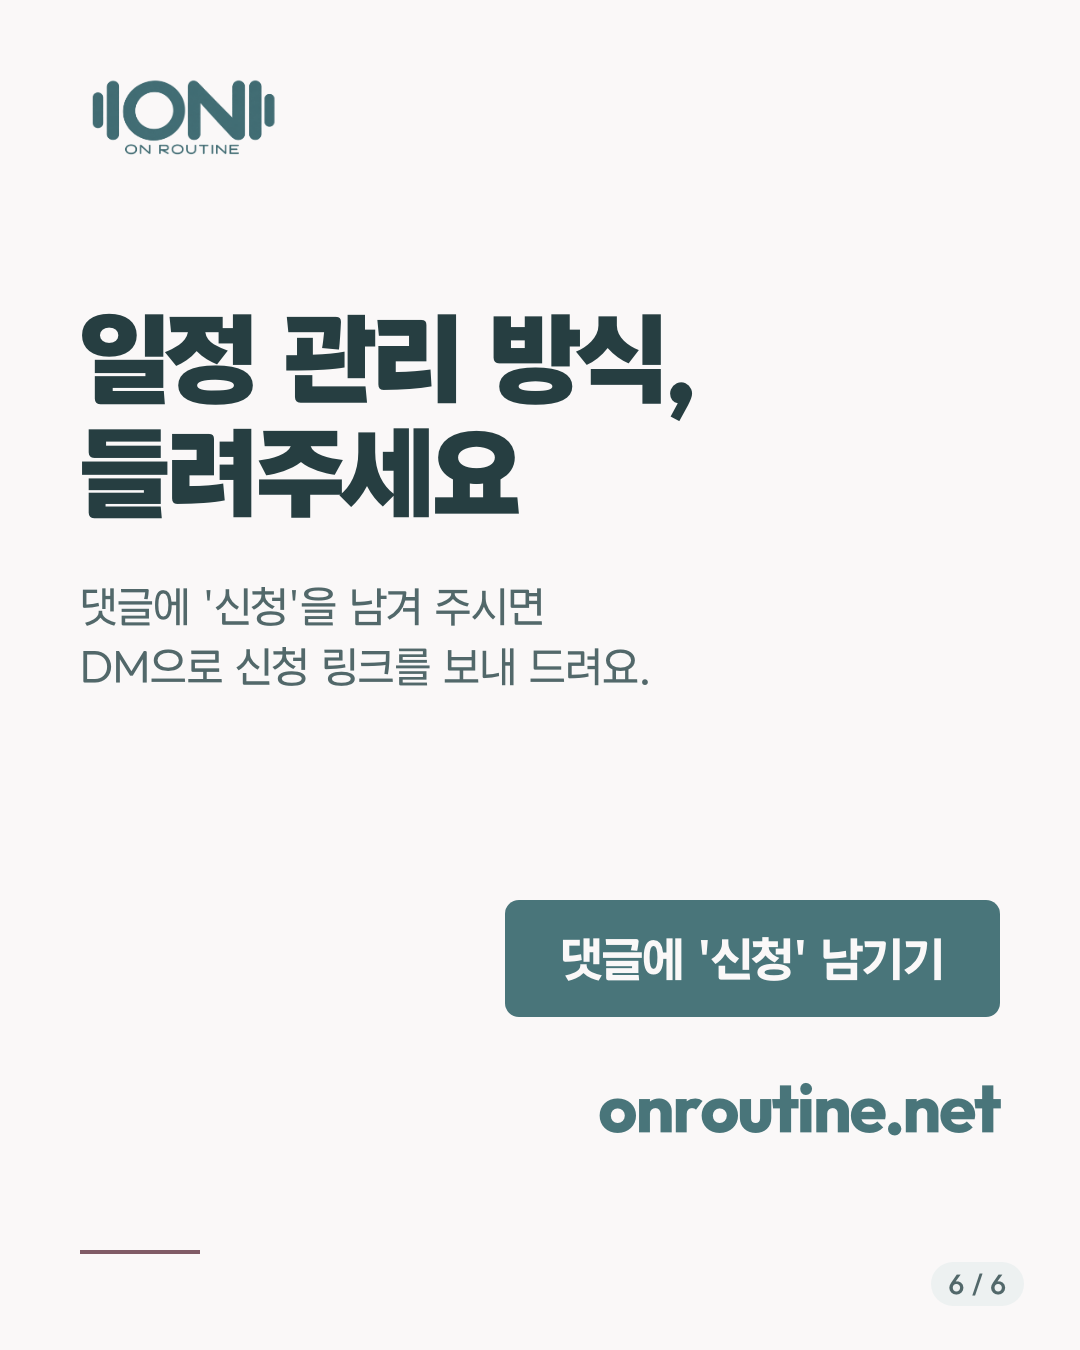 ION
ON ROUTINE
일정 관리 방식,
들려주세요
댓글에 '신청'을 남겨 주시면
DM으로 신청 링크를 보내 드려요.
댓글에 '신청' 남기기
onroutine.net
6 / 6